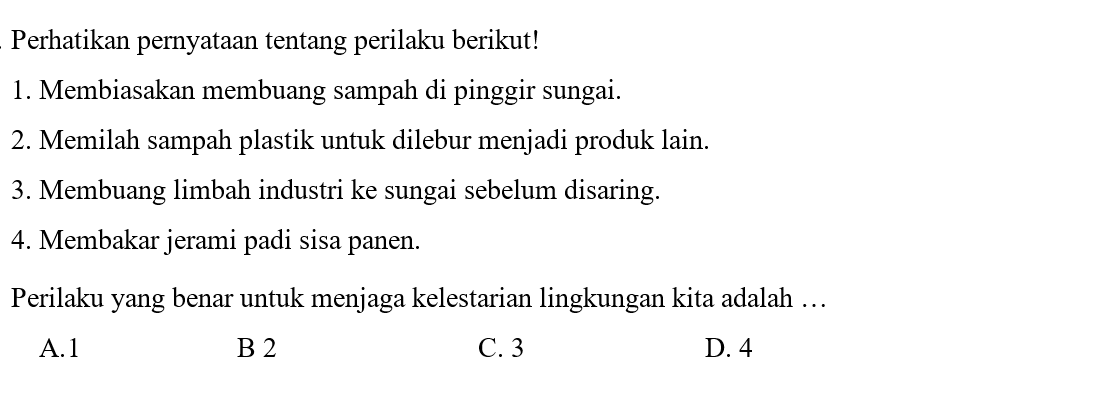 . Perhatikan pernyataan tentang perilaku berikut!
1. Membiasakan membuang sampah di pinggir sungai.
2. Memilah sampah plastik untuk dilebur menjadi produk lain.
3. Membuang limbah industri ke sungai sebelum disaring.
4. Membakar jerami padi sisa panen.
Perilaku yang benar untuk menjaga kelestarian lingkungan kita adalah …
A.1 B 2 C. 3 D. 4